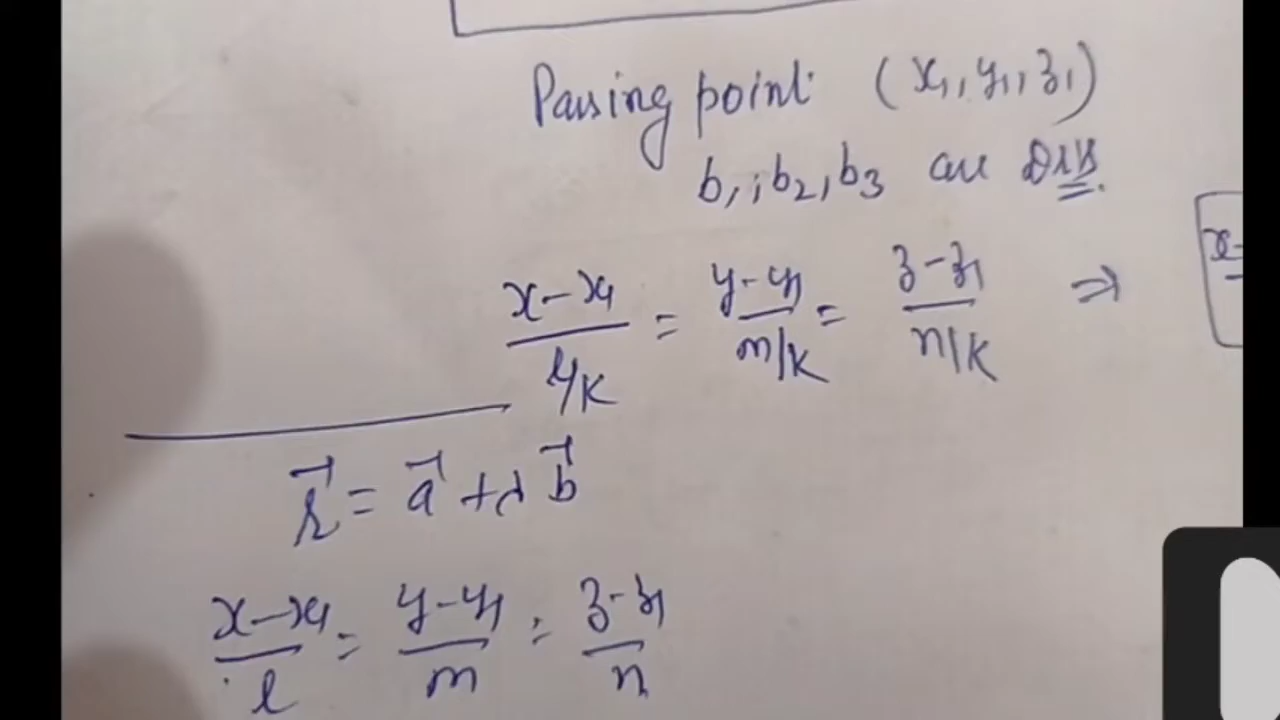 Passing point (x₁, y₁, z₁)
b₁, b₂, b₃ are DRs.
(x-x₁)/(l/k) = (y-y₁)/(m/k) = (z-z₁)/(n/k) ⇒
r⃗ = a⃗ + λ b⃗
(x-x₁)/l = (y-y₁)/m = (z-z₁)/n